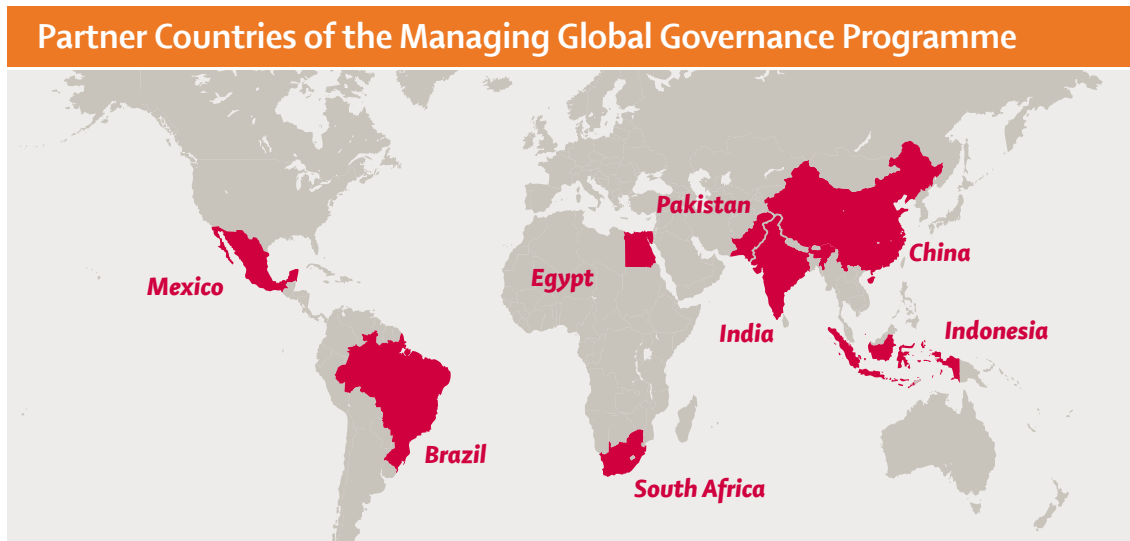 Partner Countries of the Managing Global Governance Programme
Pakistan
China
Egypt
Mexico
India
Indonesia
Brazil
South Africa